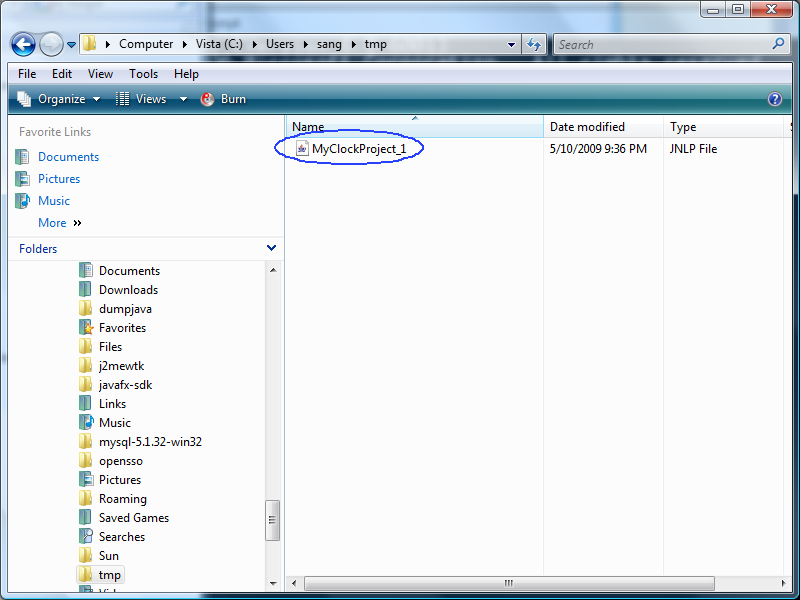 Computer Vista (C:) Users sang tmp Search
File Edit View Tools Help
Organize Views Burn ?
Favorite Links
Documents
Pictures
Music
More »
Folders
Documents
Downloads
dumpjava
Favorites
Files
j2mewtk
javafx-sdk
Links
Music
mysql-5.1.32-win32
opensso
Pictures
Roaming
Saved Games
Searches
Sun
tmp
Name Date modified Type
MyClockProject_1 5/10/2009 9:36 PM JNLP File